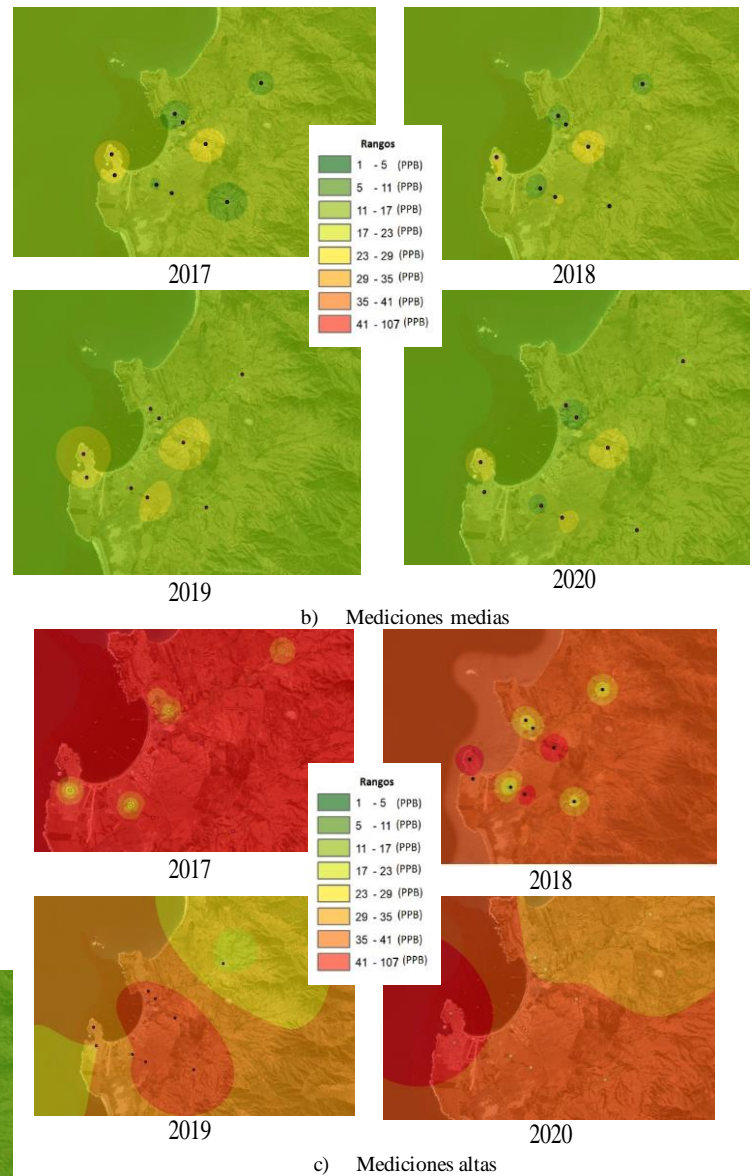 2017
2018
Rangos
1 - 5 (PPB)
5 - 11 (PPB)
11 - 17 (PPB)
17 - 23 (PPB)
23 - 29 (PPB)
29 - 35 (PPB)
35 - 41 (PPB)
41 - 107 (PPB)
2019
2020
b) Mediciones medias
2017
2018
Rangos
1 - 5 (PPB)
5 - 11 (PPB)
11 - 17 (PPB)
17 - 23 (PPB)
23 - 29 (PPB)
29 - 35 (PPB)
35 - 41 (PPB)
41 - 107 (PPB)
2019
2020
c) Mediciones altas